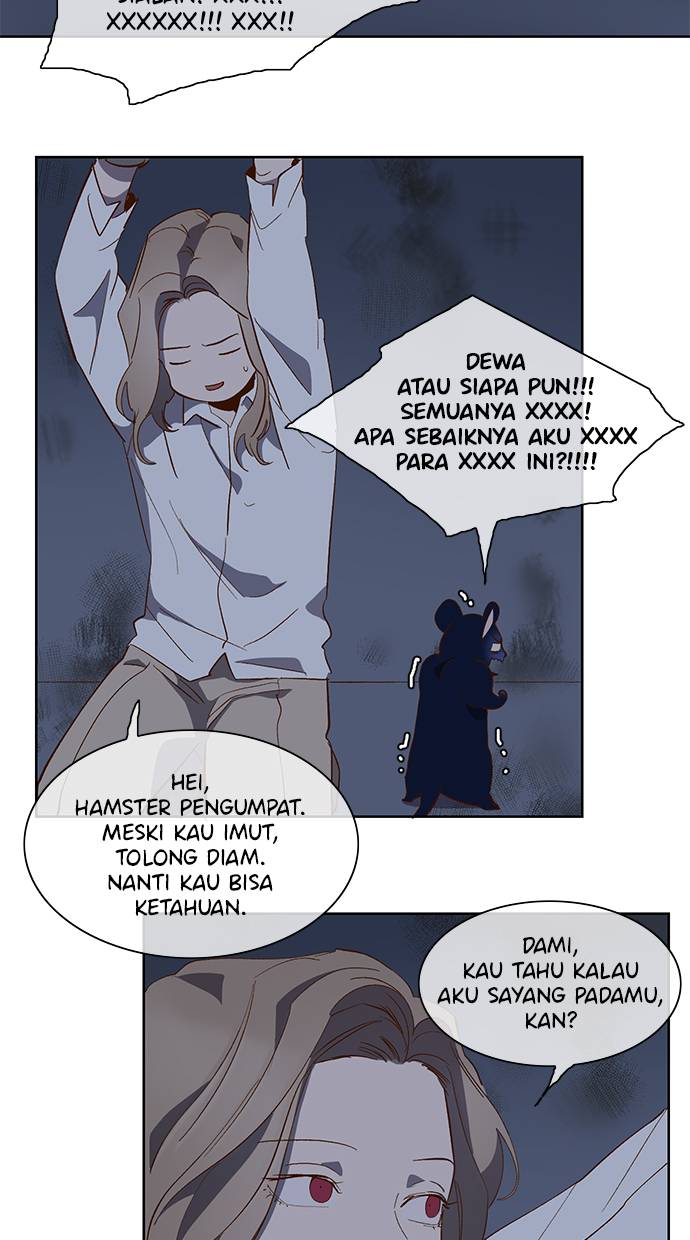 XXXXXX!!! XXX!!
DEWA
ATAU SIAPA PUN!!!
SEMUANYA XXXX!
APA SEBAIKNYA AKU XXXX
PARA XXXX INI?!!!!
HEI,
HAMSTER PENGUMPAT.
MESKI KAU IMUT,
TOLONG DIAM.
NANTI KAU BISA
KETAHUAN.
DAMI,
KAU TAHU KALAU
AKU SAYANG PADAMU,
KAN?